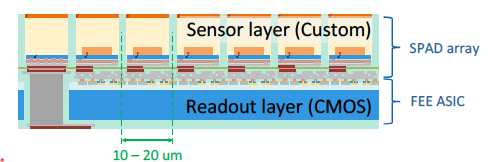 Sensor layer (Custom)
SPAD array
Readout layer (CMOS)
FEE ASIC
10 – 20 um